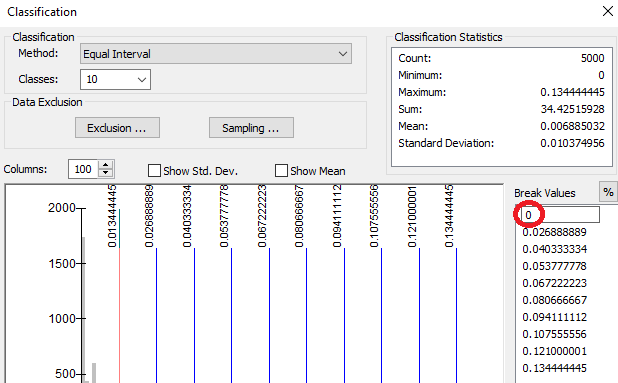 Classification
Classification
Method: Equal Interval
Classes: 10
Data Exclusion
Exclusion ... Sampling ...
Classification Statistics
Count: 5000
Minimum: 0
Maximum: 0.134444445
Sum: 34.42515928
Mean: 0.006885032
Standard Deviation: 0.010374956
Columns: 100 Show Std. Dev. Show Mean
0.013444445
0.026888889
0.040333334
0.053777778
0.067222223
0.080666667
0.094111112
0.107555556
0.121000001
0.134444445
2000
1500
1000
500
Break Values %
0
0.026888889
0.040333334
0.053777778
0.067222223
0.080666667
0.094111112
0.107555556
0.121000001
0.134444445